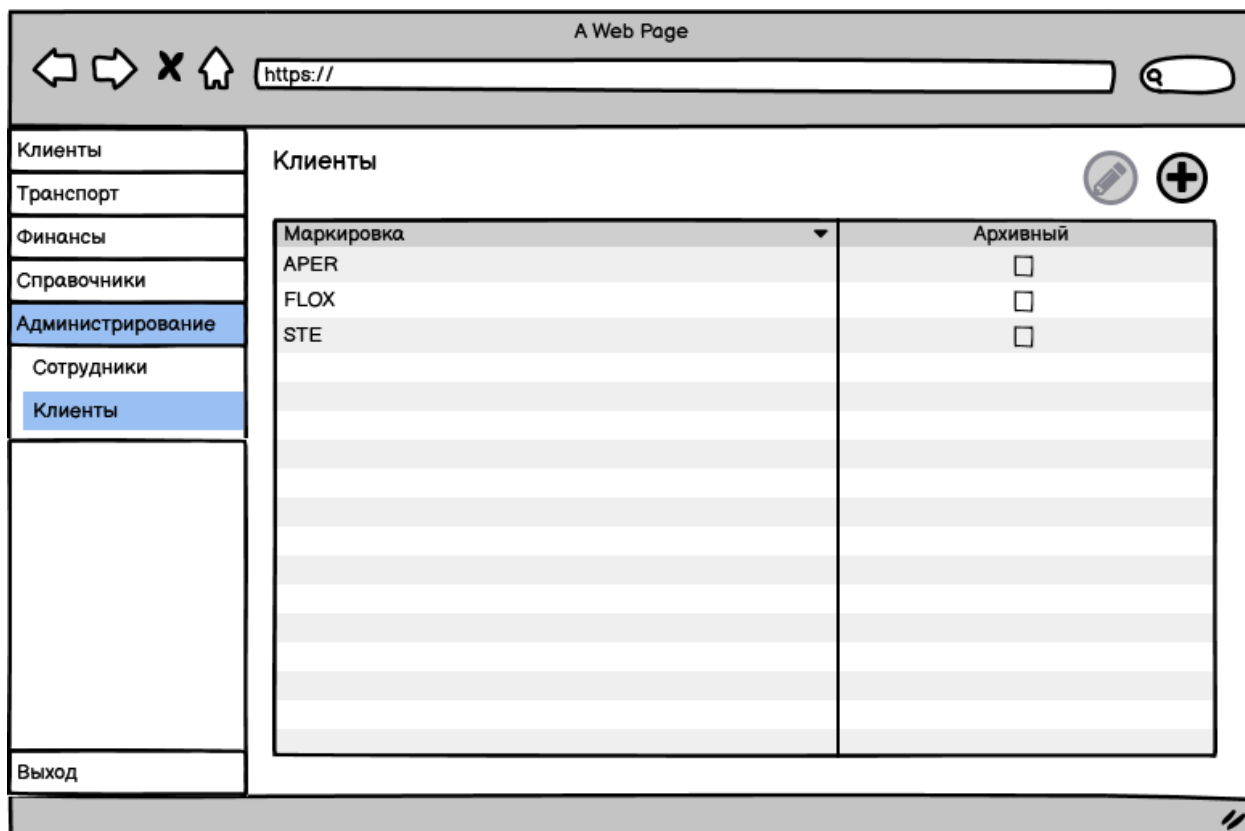 A Web Page
https://
Клиенты
Транспорт
Финансы
Справочники
Администрирование
Сотрудники
Клиенты
Выход
Клиенты
Маркировка Архивный
APER
FLOX
STE